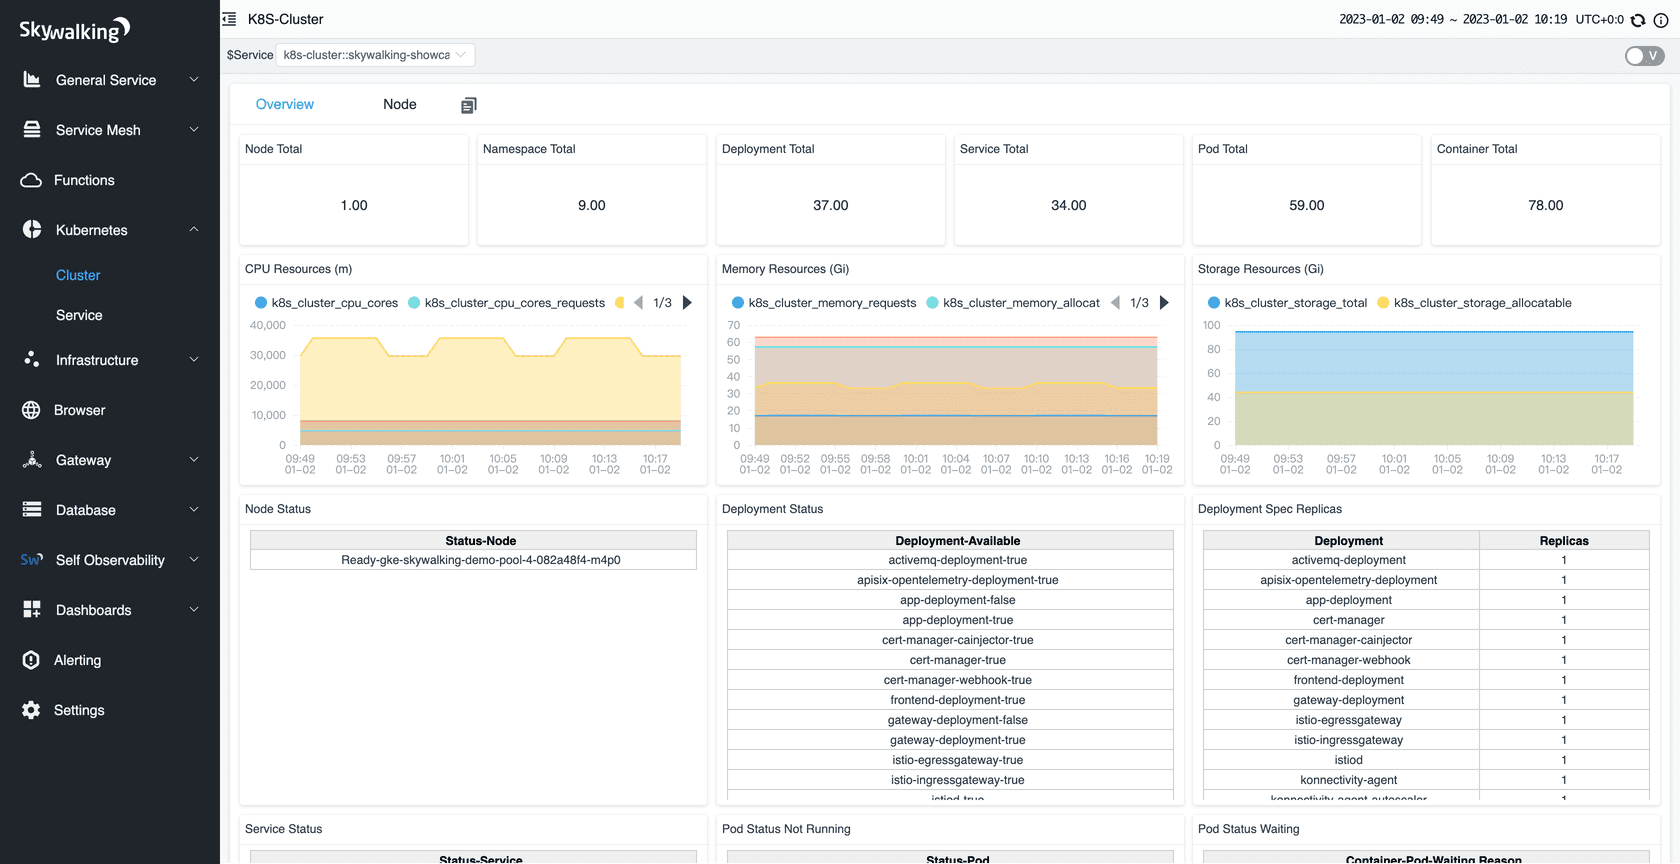 Skywalking
General Service
Service Mesh
Functions
Kubernetes
Cluster
Service
Infrastructure
Browser
Gateway
Database
Sw Self Observability
Dashboards
Alerting
Settings
K8S-Cluster
2023-01-02 09:49 ~ 2023-01-02 10:19 UTC+0:0
$Service k8s-cluster::skywalking-showca
V
Overview Node
Node Total
1.00
Namespace Total
9.00
Deployment Total
37.00
Service Total
34.00
Pod Total
59.00
Container Total
78.00
CPU Resources (m)
k8s_cluster_cpu_cores k8s_cluster_cpu_cores_requests 1/3
40,000
30,000
20,000
10,000
0
09:49 09:53 09:57 10:01 10:05 10:09 10:13 10:17
01-02 01-02 01-02 01-02 01-02 01-02 01-02 01-02
Memory Resources (Gi)
k8s_cluster_memory_requests k8s_cluster_memory_allocat 1/3
70
60
50
40
30
20
10
0
09:49 09:52 09:55 09:58 10:01 10:04 10:07 10:10 10:13 10:16 10:19
01-02 01-02 01-02 01-02 01-02 01-02 01-02 01-02 01-02 01-02 01-02
Storage Resources (Gi)
k8s_cluster_storage_total k8s_cluster_storage_allocatable
100
80
60
40
20
0
09:49 09:53 09:57 10:01 10:05 10:09 10:13 10:17
01-02 01-02 01-02 01-02 01-02 01-02 01-02 01-02
Node Status
Status-Node
Ready-gke-skywalking-demo-pool-4-082a48f4-m4p0
Deployment Status
Deployment-Available
activemq-deployment-true
apisix-opentelemetry-deployment-true
app-deployment-false
app-deployment-true
cert-manager-cainjector-true
cert-manager-true
cert-manager-webhook-true
frontend-deployment-true
gateway-deployment-false
gateway-deployment-true
istio-egressgateway-true
istio-ingressgateway-true
istiod-true
Deployment Spec Replicas
Deployment Replicas
activemq-deployment 1
apisix-opentelemetry-deployment 1
app-deployment 1
cert-manager 1
cert-manager-cainjector 1
cert-manager-webhook 1
frontend-deployment 1
gateway-deployment 1
istio-egressgateway 1
istio-ingressgateway 1
istiod 1
konnectivity-agent 1
konnectivity-agent-autoscaler 1
Service Status
Status-Service
Pod Status Not Running
Status-Pod
Pod Status Waiting
Container-Pod-Waiting Reason